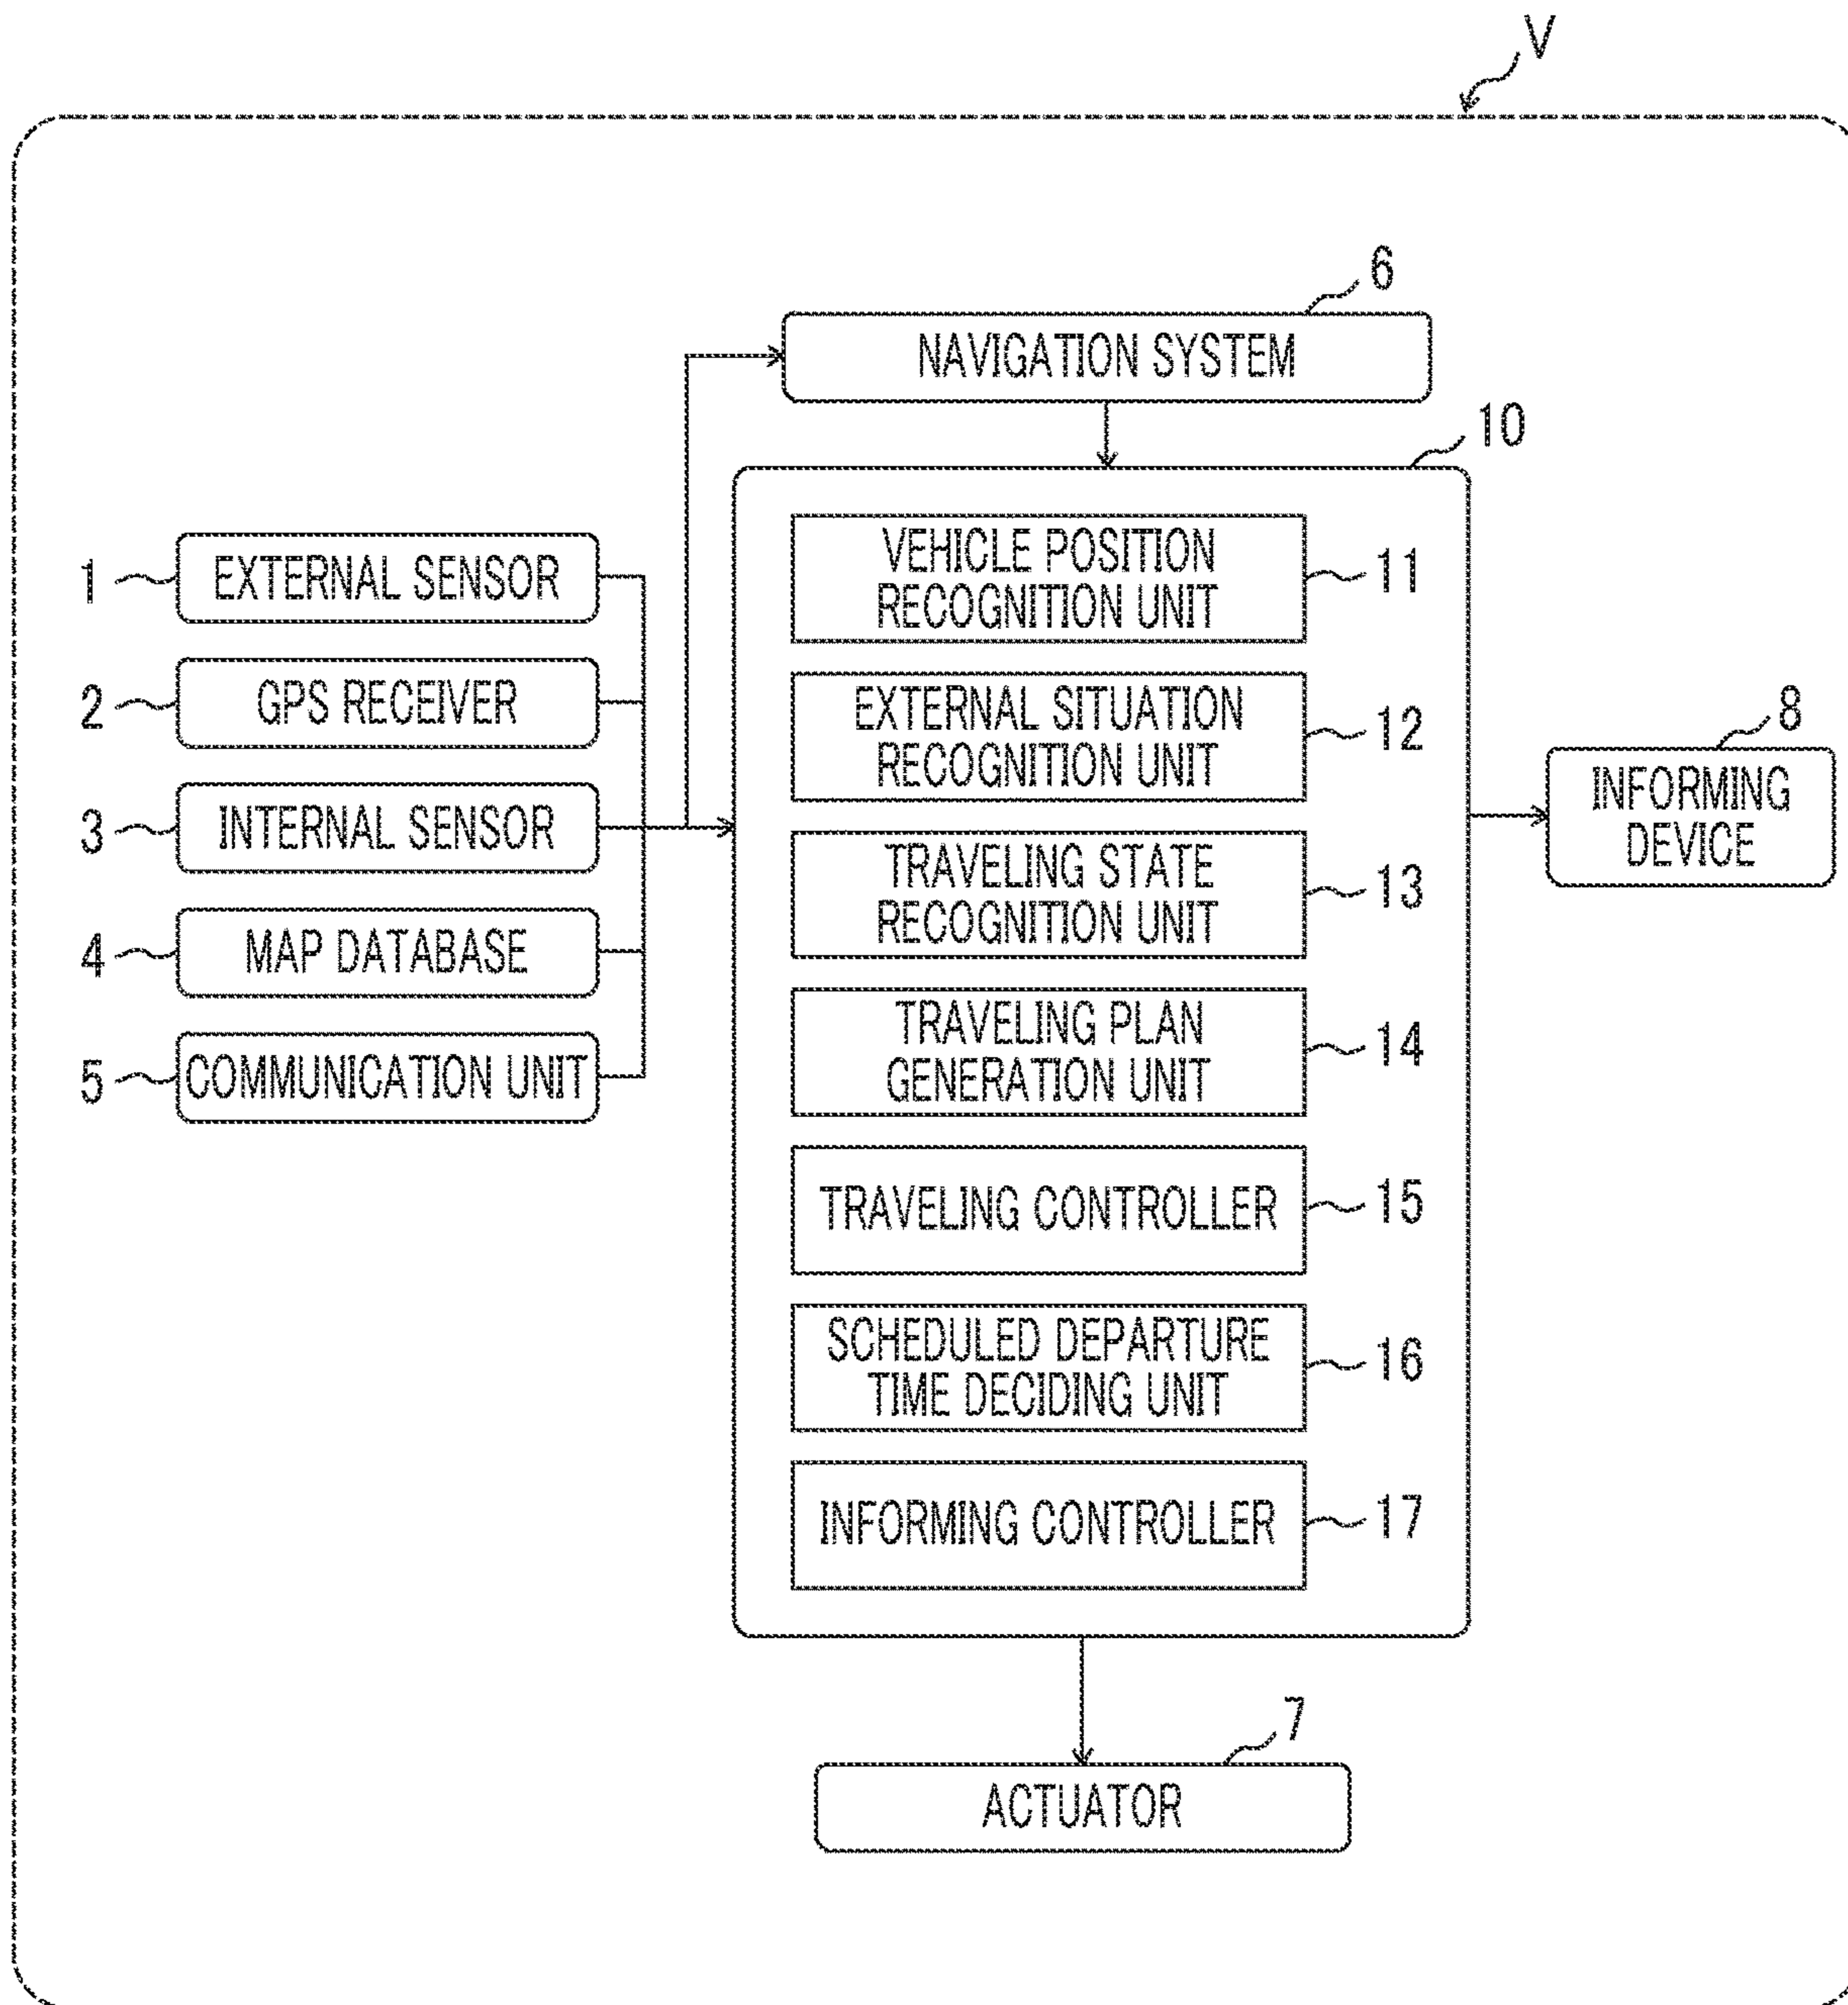 V
6
NAVIGATION SYSTEM
10
1
EXTERNAL SENSOR
2
GPS RECEIVER
3
INTERNAL SENSOR
4
MAP DATABASE
5
COMMUNICATION UNIT
VEHICLE POSITION
RECOGNITION UNIT
11
EXTERNAL SITUATION
RECOGNITION UNIT
12
TRAVELING STATE
RECOGNITION UNIT
13
TRAVELING PLAN
GENERATION UNIT
14
TRAVELING CONTROLLER
15
SCHEDULED DEPARTURE
TIME DECIDING UNIT
16
INFORMING CONTROLLER
17
8
INFORMING
DEVICE
7
ACTUATOR